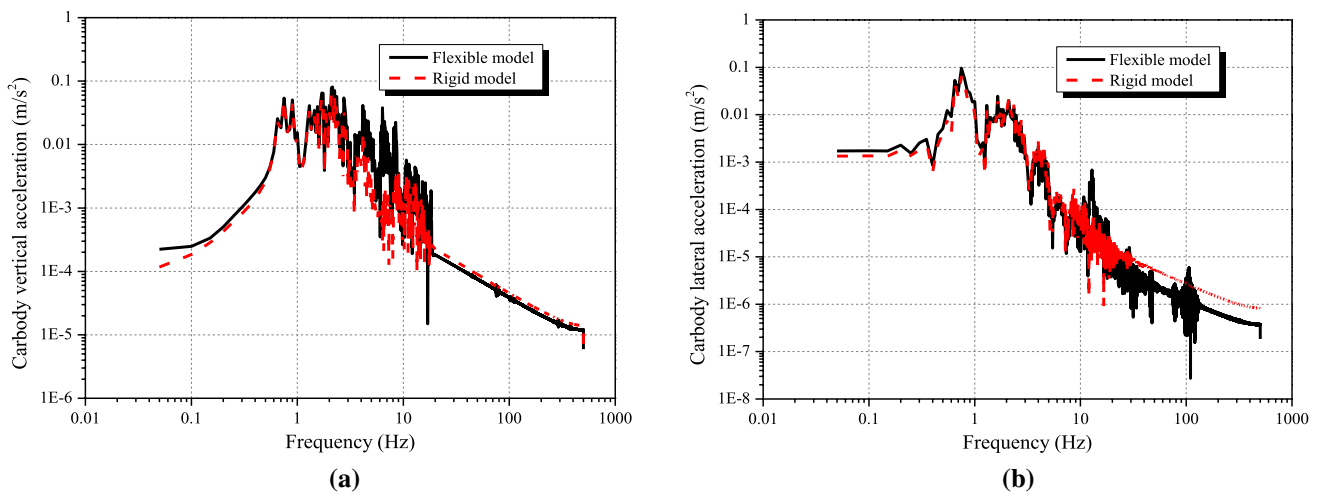 Carbody vertical acceleration (m/s²)
1
0.1
0.01
1E-3
1E-4
1E-5
1E-6
Flexible model
Rigid model
0.01 0.1 1 10 100 1000
Frequency (Hz)
(a)
Carbody lateral acceleration (m/s²)
1
0.1
0.01
1E-3
1E-4
1E-5
1E-6
1E-7
1E-8
Flexible model
Rigid model
0.01 0.1 1 10 100 1000
Frequency (Hz)
(b)